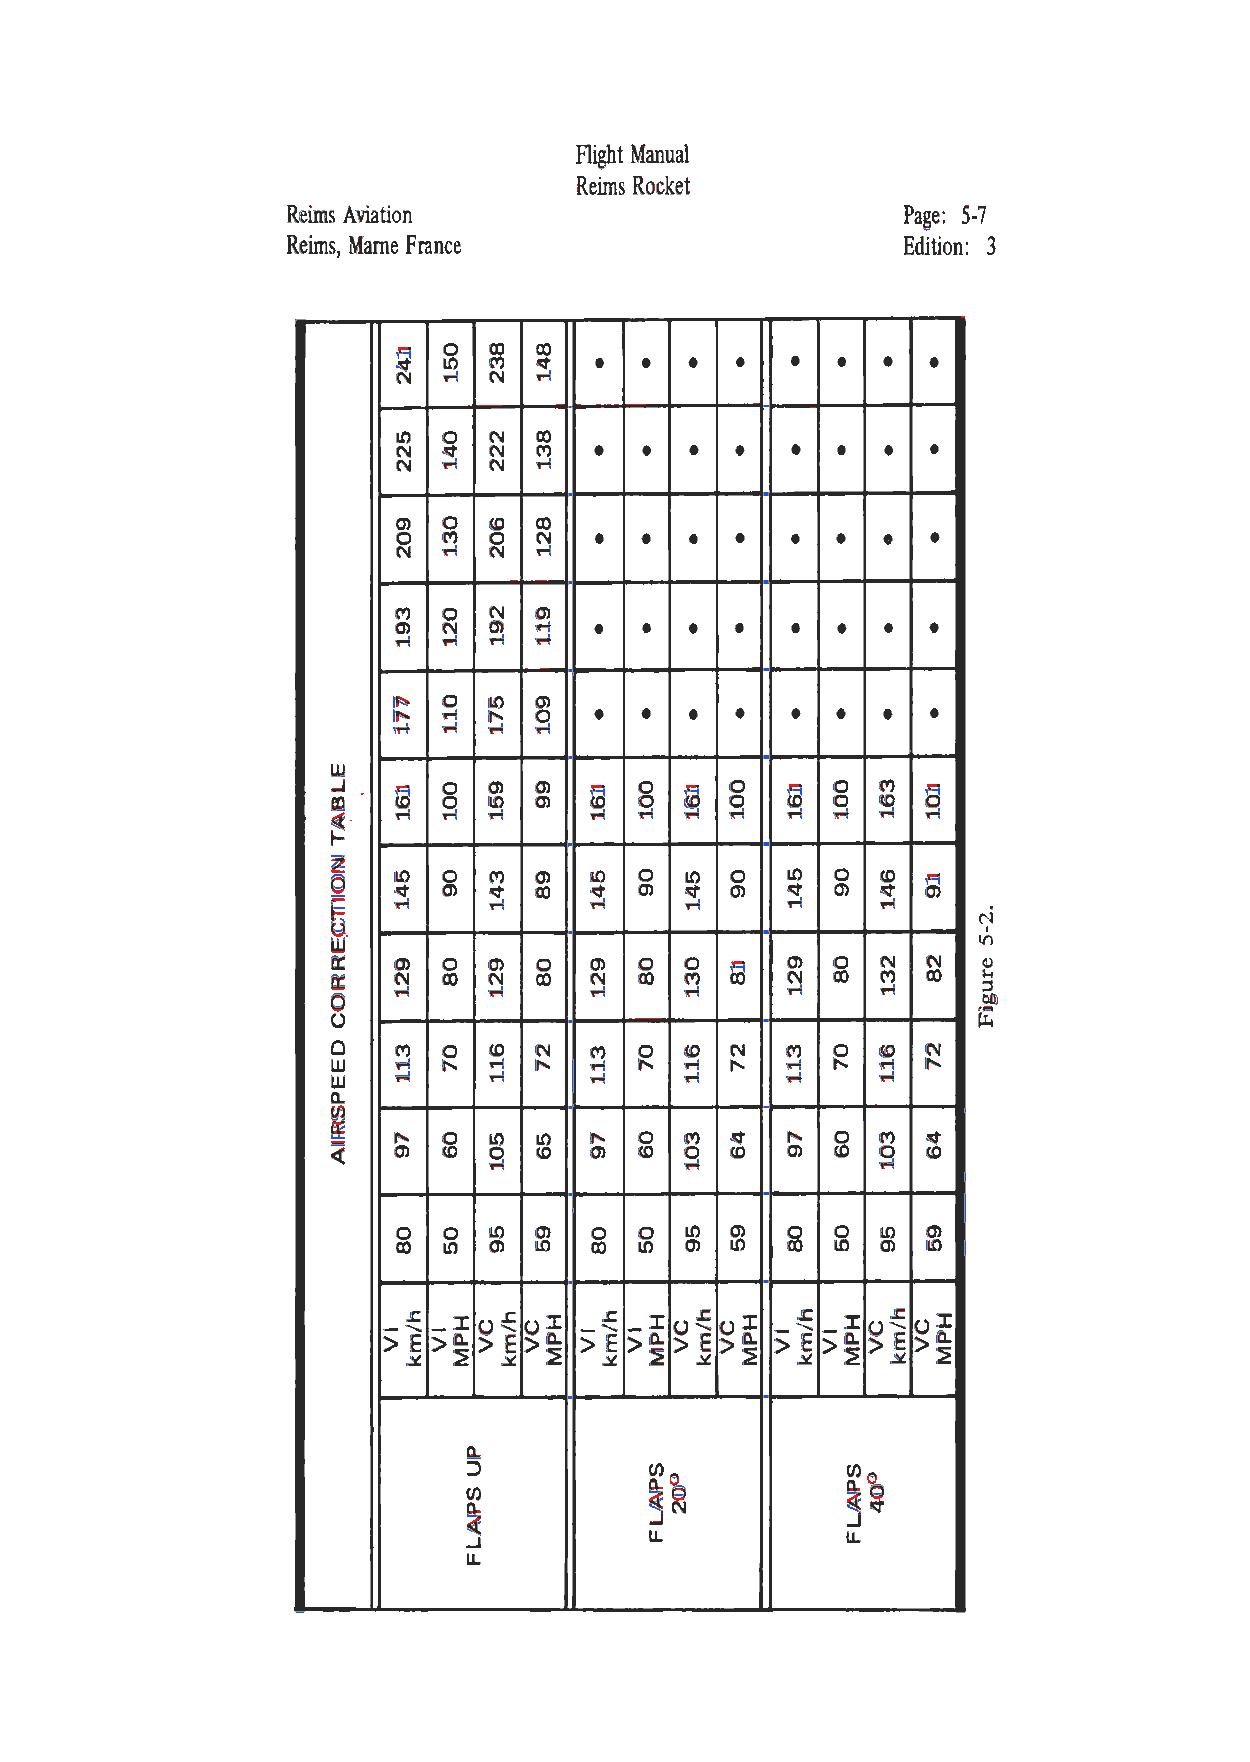 Flight Manual
Reims Rocket
Reims Aviation Page: 5-7
Reims, Marne France Edition: 3
AIRSPEED CORRECTION TABLE
FLAPS UP
VI km/h 80 97 113 129 145 161 177 193 209 225 241
VI MPH 50 60 70 80 90 100 110 120 130 140 150
VC km/h 95 105 116 129 143 159 175 192 206 222 238
VC MPH 59 65 72 80 89 99 109 119 128 138 148
FLAPS 20°
VI km/h 80 97 113 129 145 161 • • • • •
VI MPH 50 60 70 80 90 100 • • • • •
VC km/h 95 103 116 130 145 161 • • • • •
VC MPH 59 64 72 81 90 100 • • • • •
FLAPS 40°
VI km/h 80 97 113 129 145 161 • • • • •
VI MPH 50 60 70 80 90 100 • • • • •
VC km/h 95 103 116 132 146 163 • • • • •
VC MPH 59 64 72 82 91 101 • • • • •
Figure 5-2.